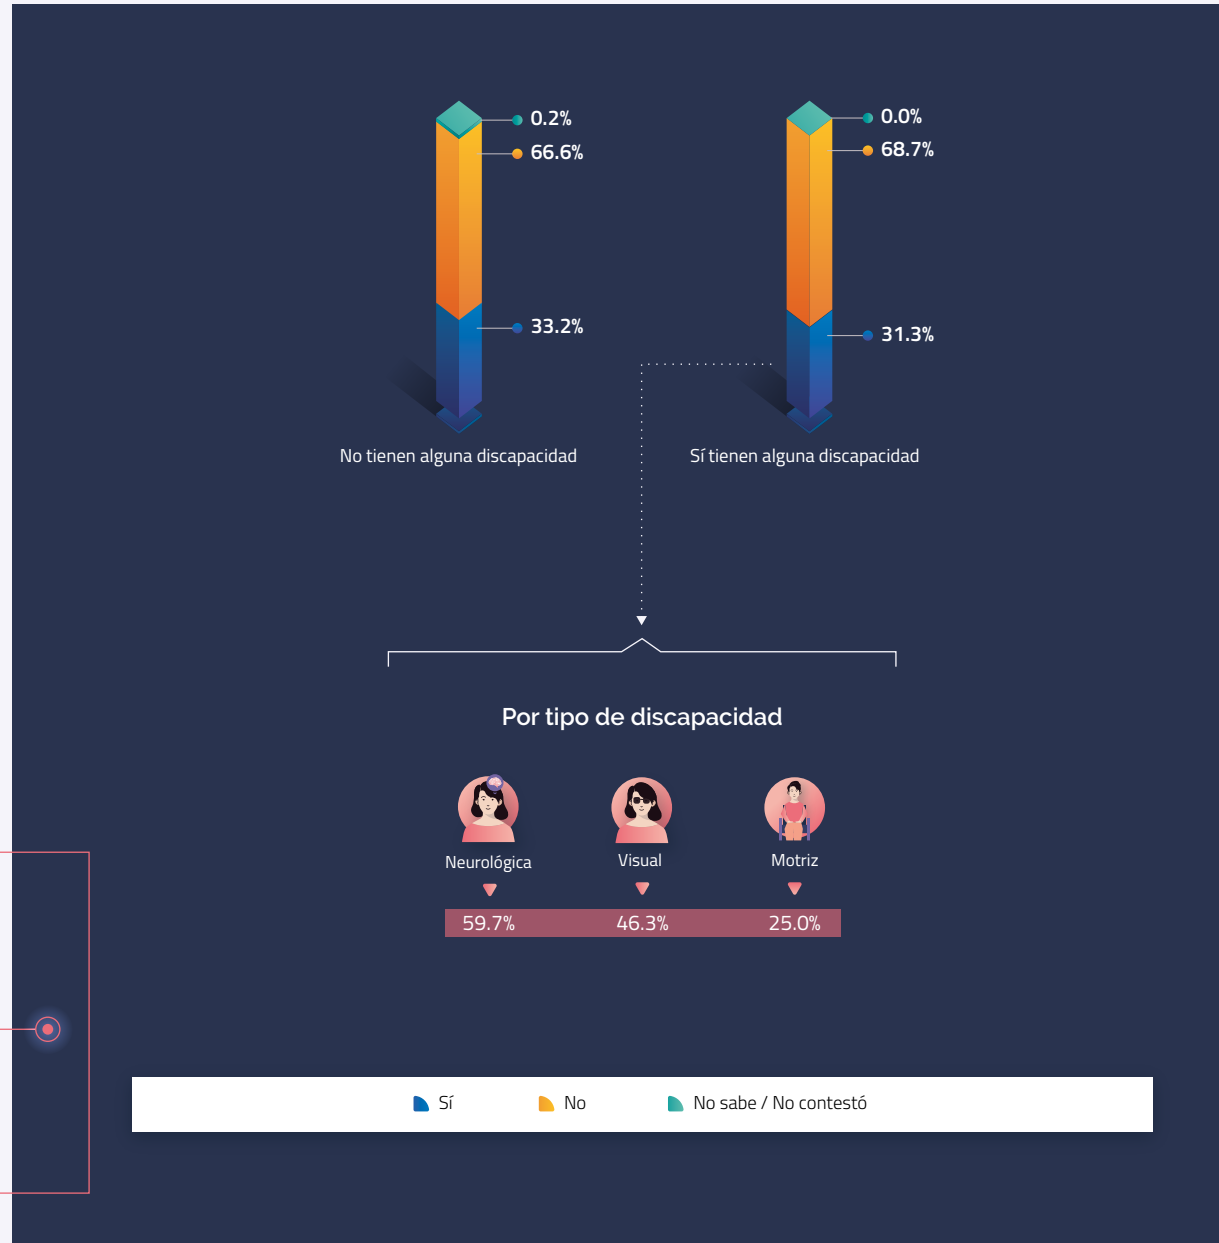 0.2%
66.6%
33.2%
No tienen alguna discapacidad
0.0%
68.7%
31.3%
Sí tienen alguna discapacidad
Por tipo de discapacidad
Neurológica Visual Motriz
59.7% 46.3% 25.0%
Sí No No sabe / No contestó